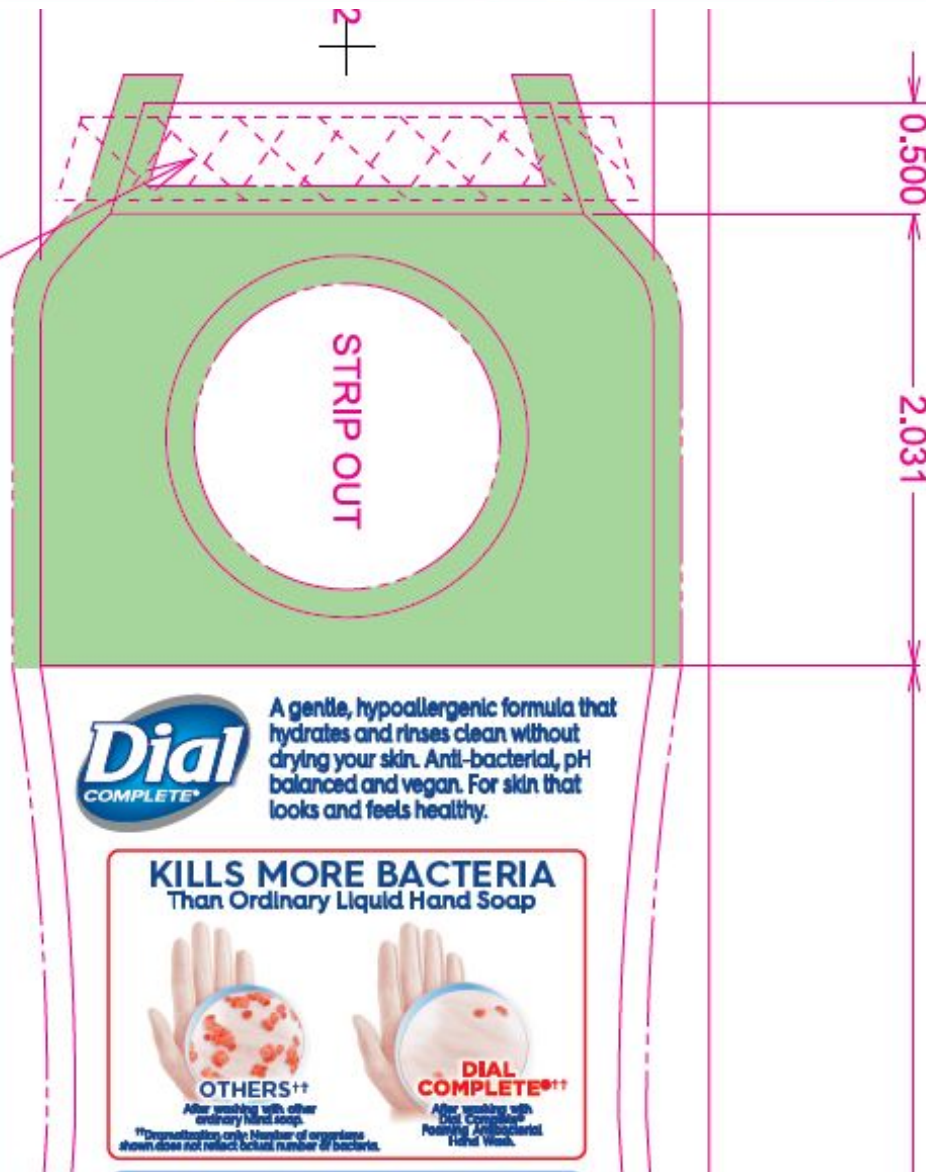 2
0.500
2.031
STRIP OUT
Dial
COMPLETE®
A gentle, hypoallergenic formula that
hydrates and rinses clean without
drying your skin. Anti-bacterial, pH
balanced and vegan. For skin that
looks and feels healthy.
KILLS MORE BACTERIA
Than Ordinary Liquid Hand Soap
OTHERS††
After washing with other
ordinary hand soap.
DIAL
COMPLETE®††
After washing with
Dial Complete®
Foaming Antibacterial
Hand Wash.
††Dramatization only: Number of organisms
shown does not reflect actual number of bacteria.